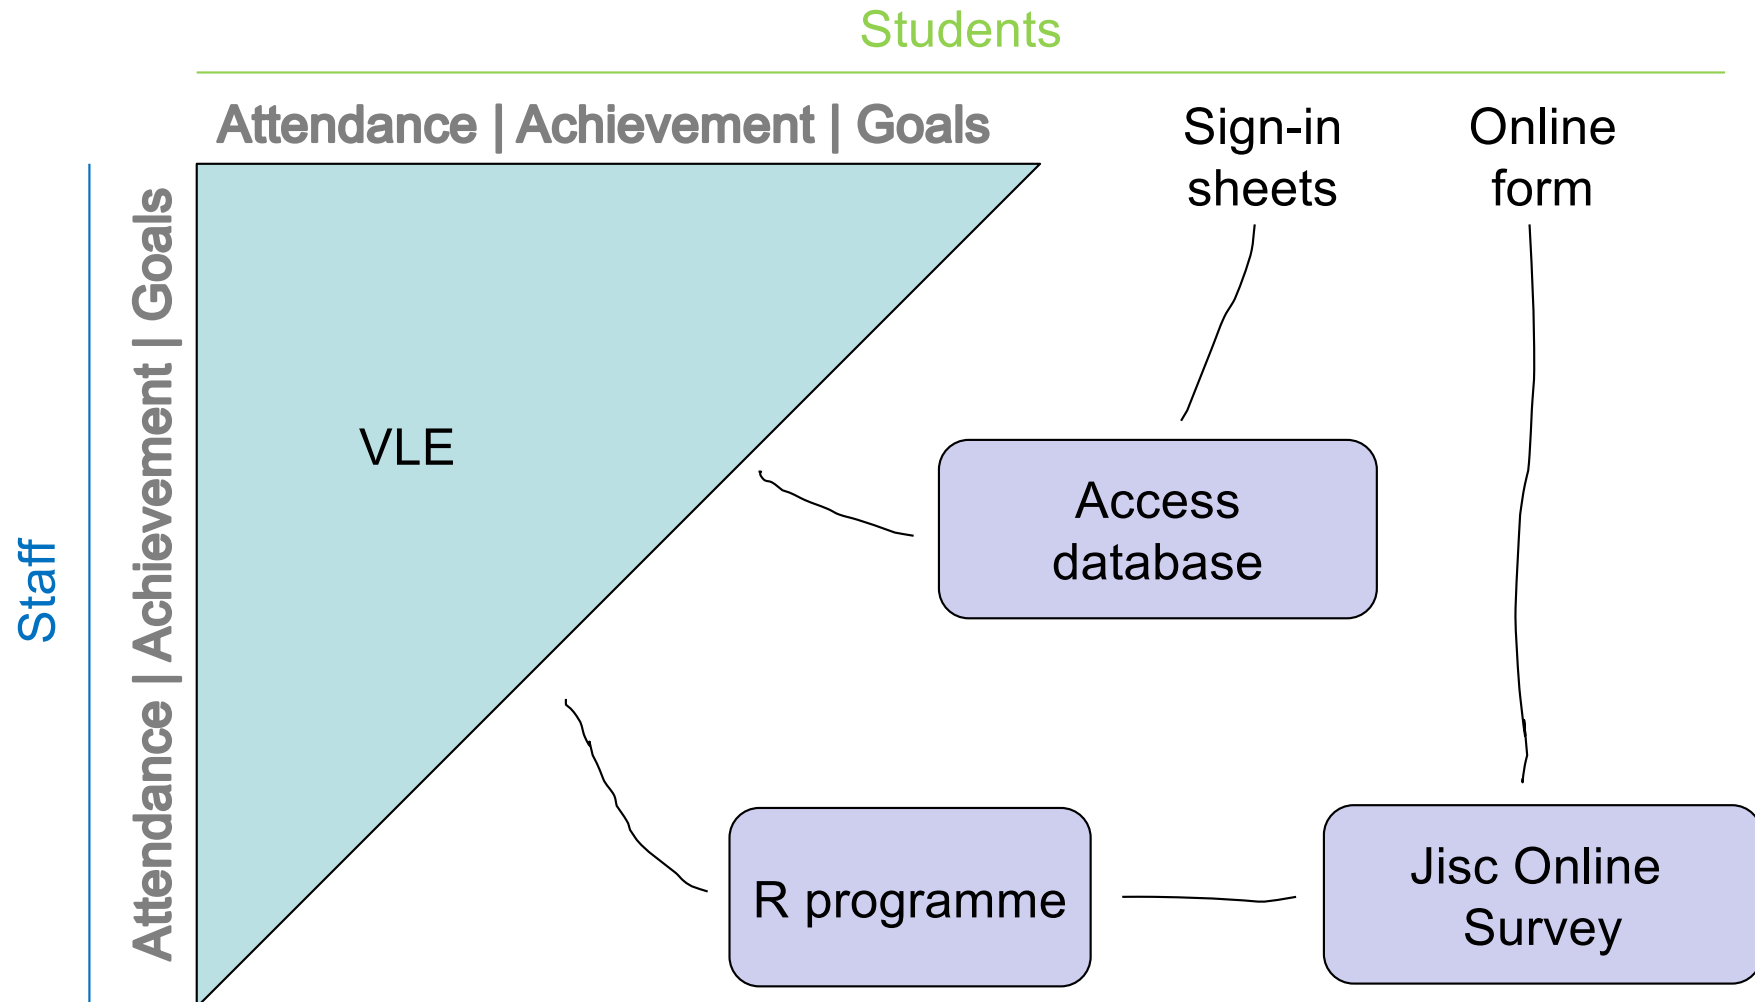 Students
Attendance | Achievement | Goals
Sign-in
sheets
Online
form
Staff
Attendance | Achievement | Goals
VLE
Access
database
R programme
Jisc Online
Survey